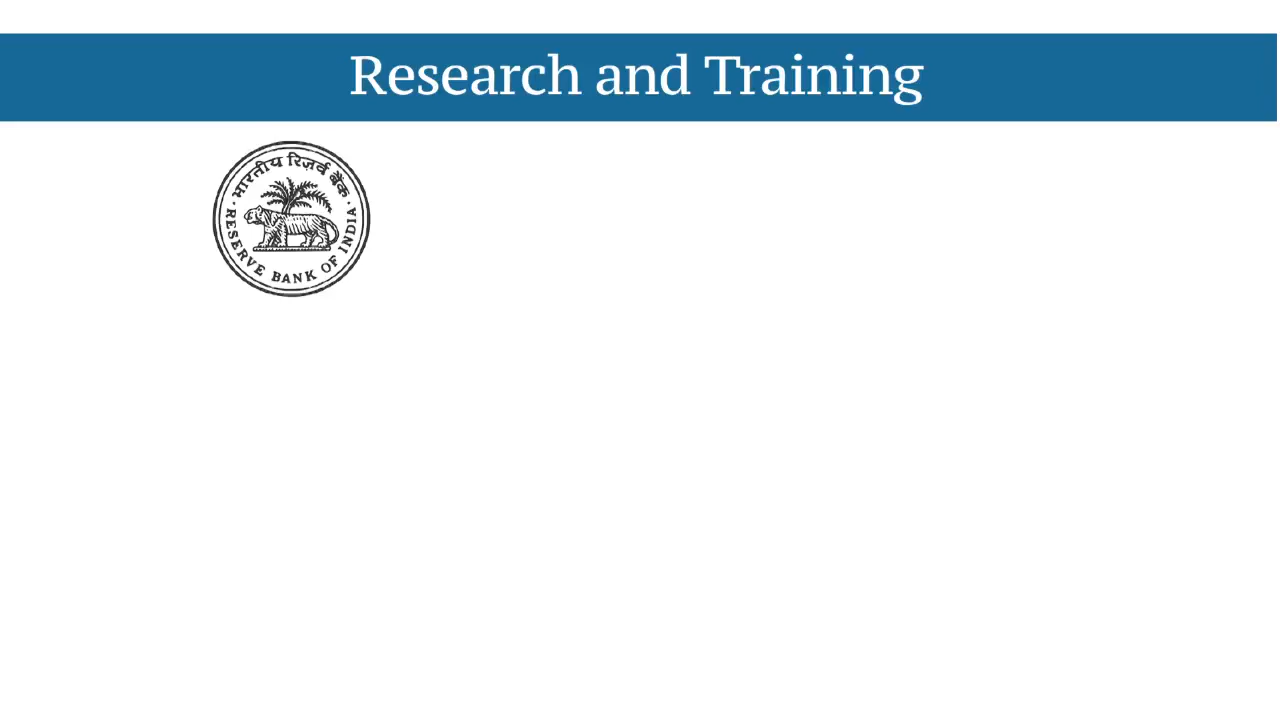 Research and Training
भारतीय रिज़र्व बैंक
RESERVE BANK OF INDIA